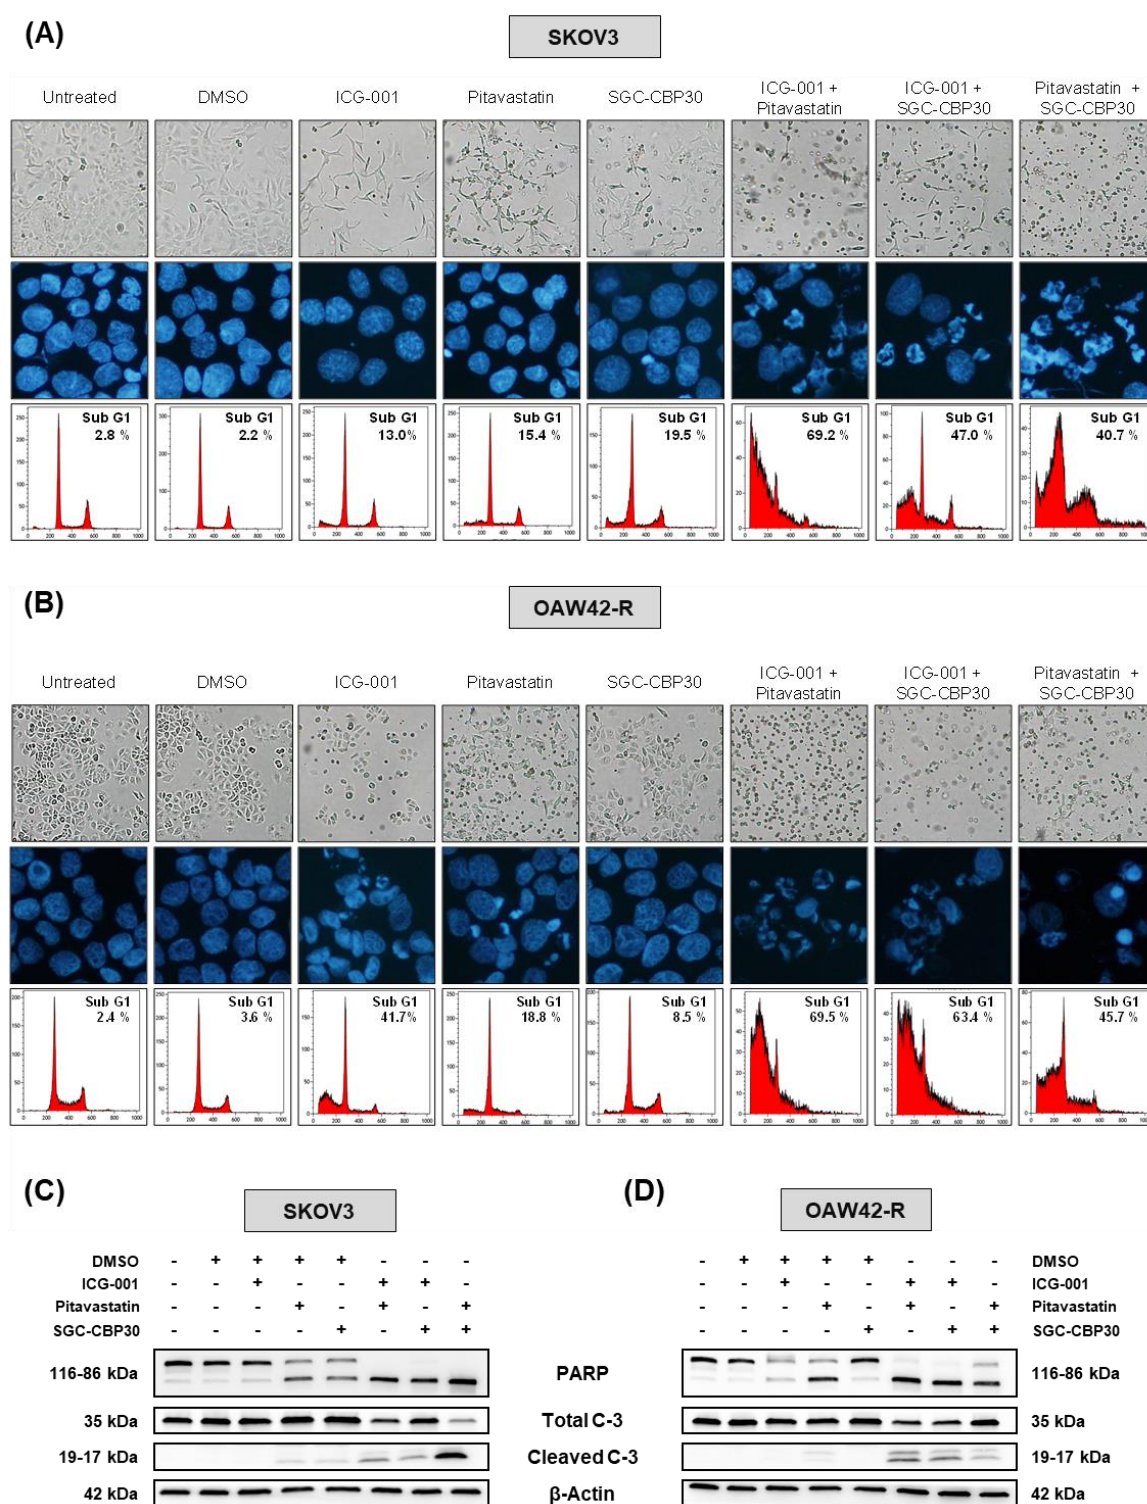 (A)
SKOV3
Untreated DMSO ICG-001 Pitavastatin SGC-CBP30 ICG-001 + Pitavastatin ICG-001 + SGC-CBP30 Pitavastatin + SGC-CBP30
Sub G1 2.8 % Sub G1 2.2 % Sub G1 13.0% Sub G1 15.4 % Sub G1 19.5 % Sub G1 69.2 % Sub G1 47.0 % Sub G1 40.7 %
(B)
OAW42-R
Untreated DMSO ICG-001 Pitavastatin SGC-CBP30 ICG-001 + Pitavastatin ICG-001 + SGC-CBP30 Pitavastatin + SGC-CBP30
Sub G1 2.4 % Sub G1 3.6 % Sub G1 41.7% Sub G1 18.8 % Sub G1 8.5 % Sub G1 69.5 % Sub G1 63.4 % Sub G1 45.7 %
(C)
SKOV3
(D)
OAW42-R
DMSO - + + + + - - - - + + + + - - - DMSO
ICG-001 - - + - - + + - - - + - - + + - ICG-001
Pitavastatin - - - + - + - + - - - + - + - + Pitavastatin
SGC-CBP30 - - - - + - + + - - - - + - + + SGC-CBP30
116-86 kDa PARP 116-86 kDa
35 kDa Total C-3 35 kDa
19-17 kDa Cleaved C-3 19-17 kDa
42 kDa β-Actin 42 kDa